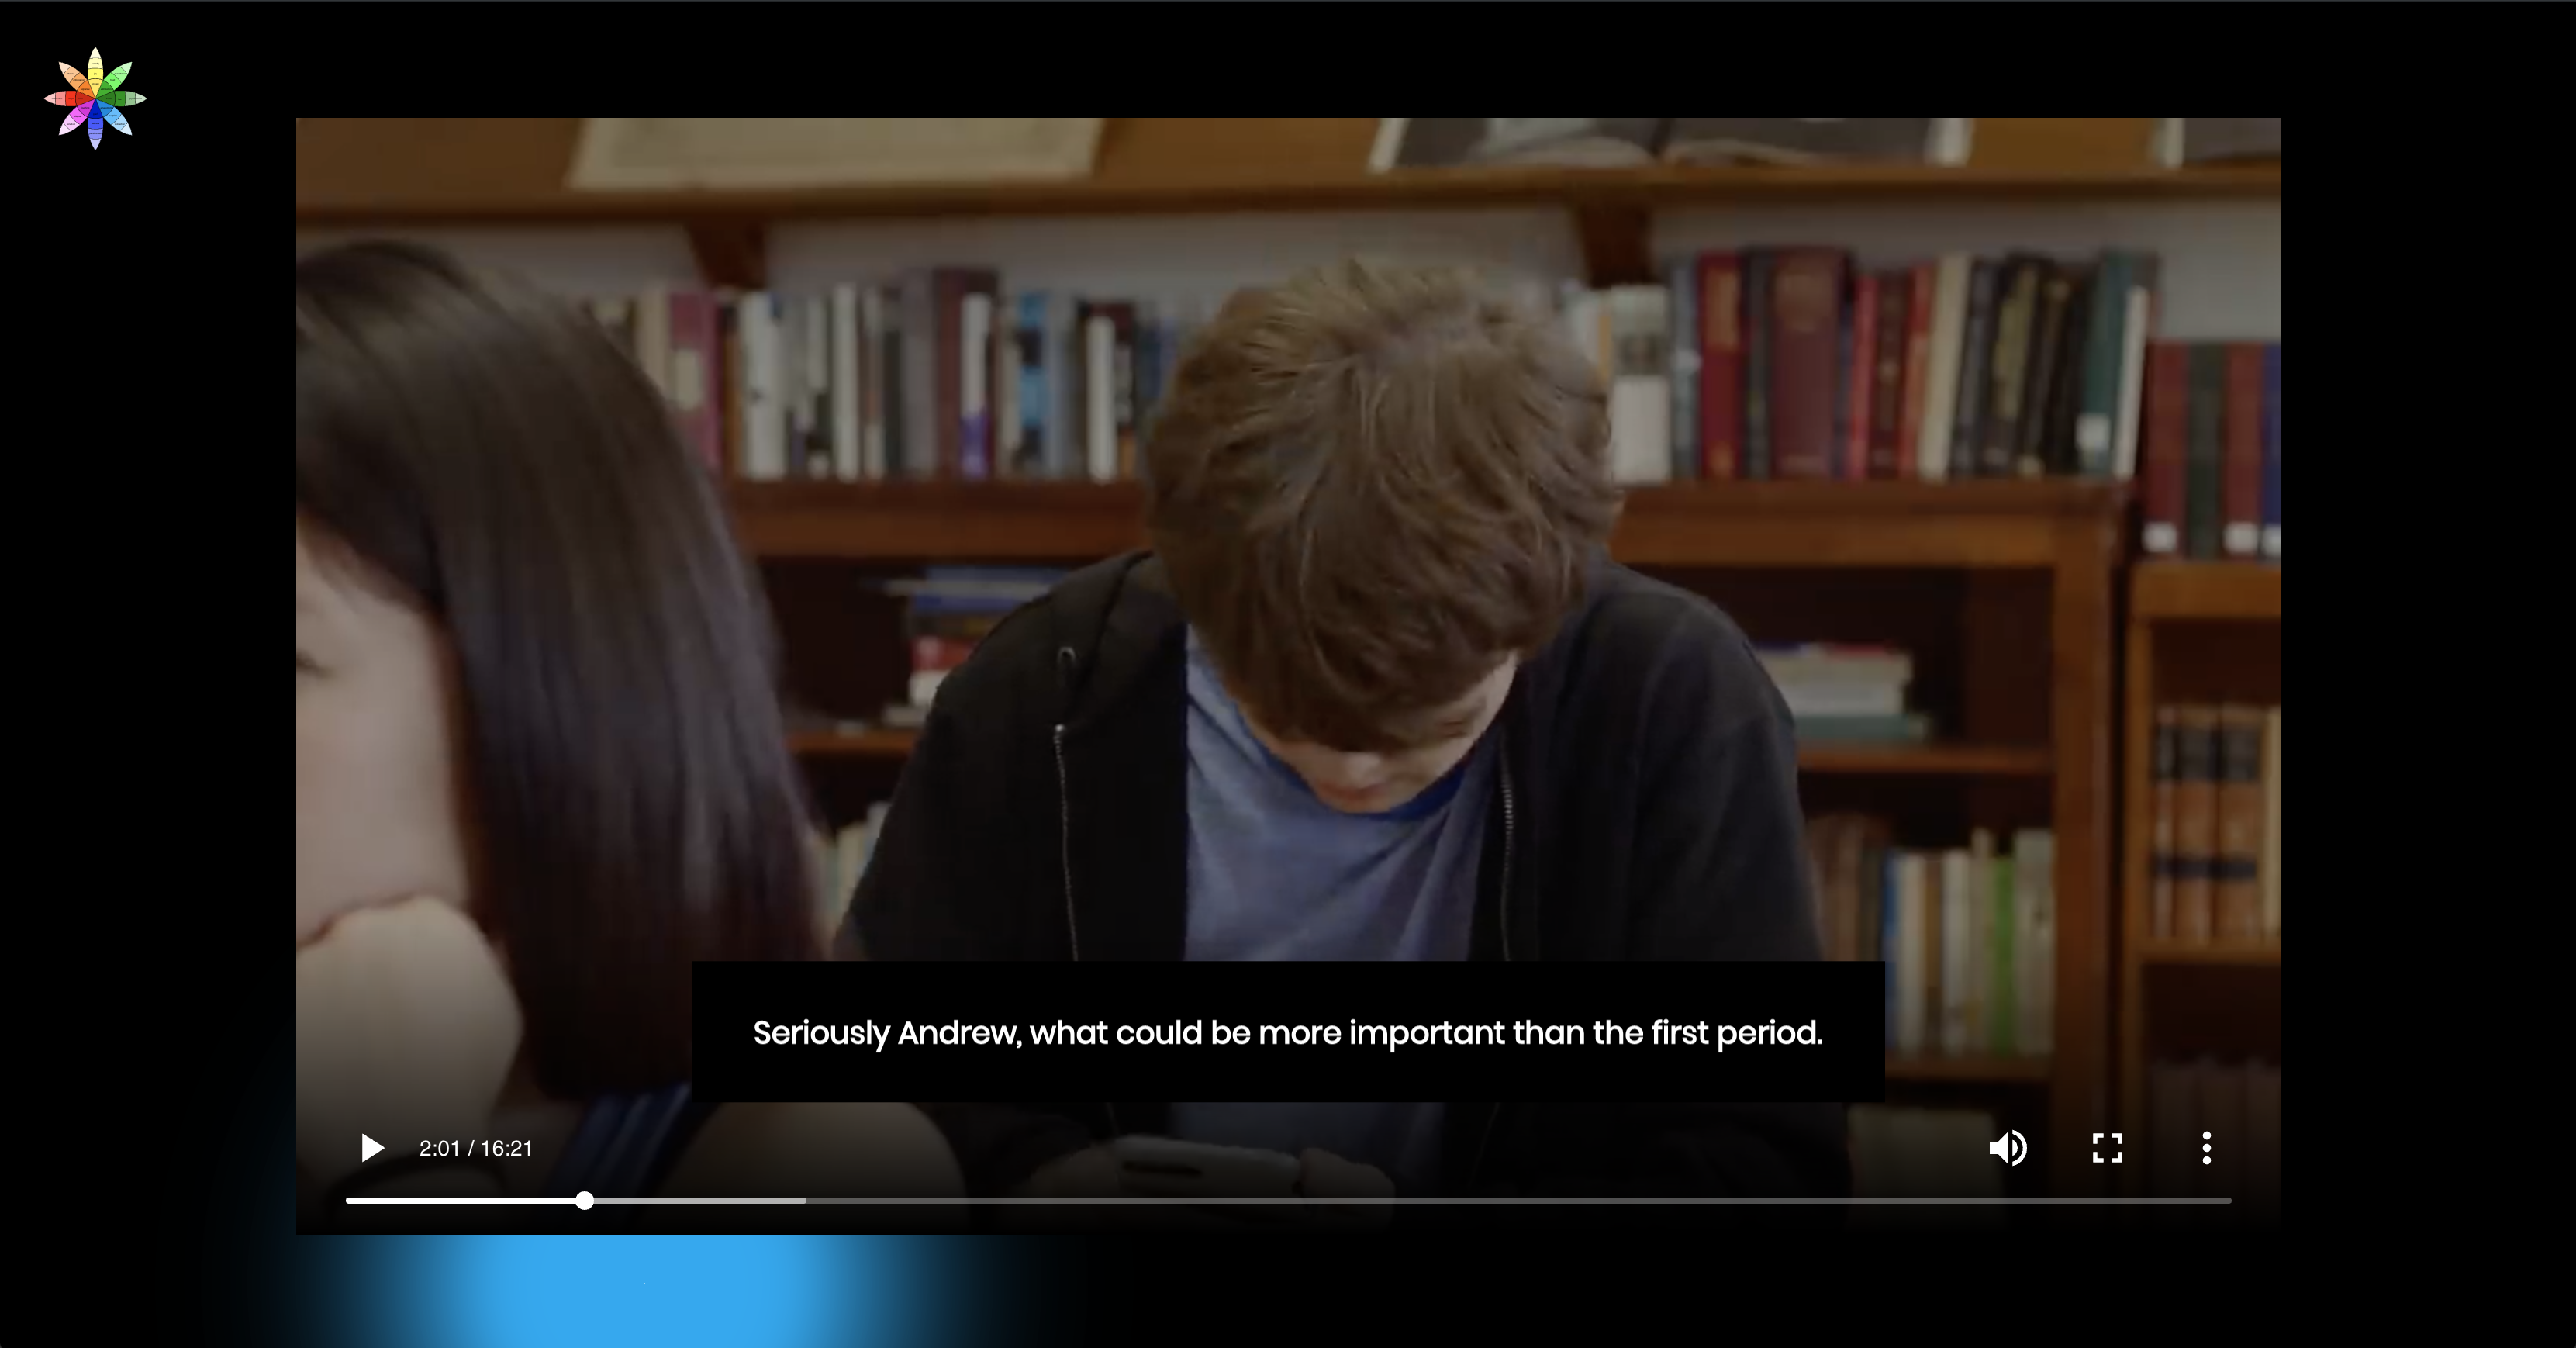 Seriously Andrew, what could be more important than the first period.
2:01 / 16:21